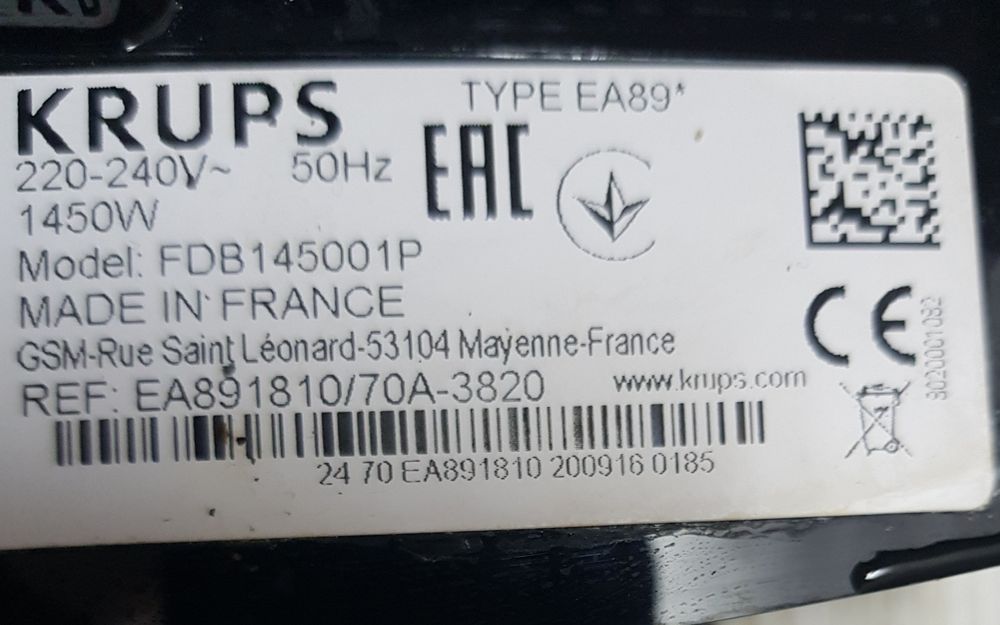 KRUPS
TYPE EA89*
220-240V~ 50Hz
1450W
EAC
Model: FDB145001P
MADE IN FRANCE
GSM-Rue Saint Léonard-53104 Mayenne-France
REF: EA891810/70A-3820
www.krups.com
CE
3020001082
24 70 EA891810 200916 0185